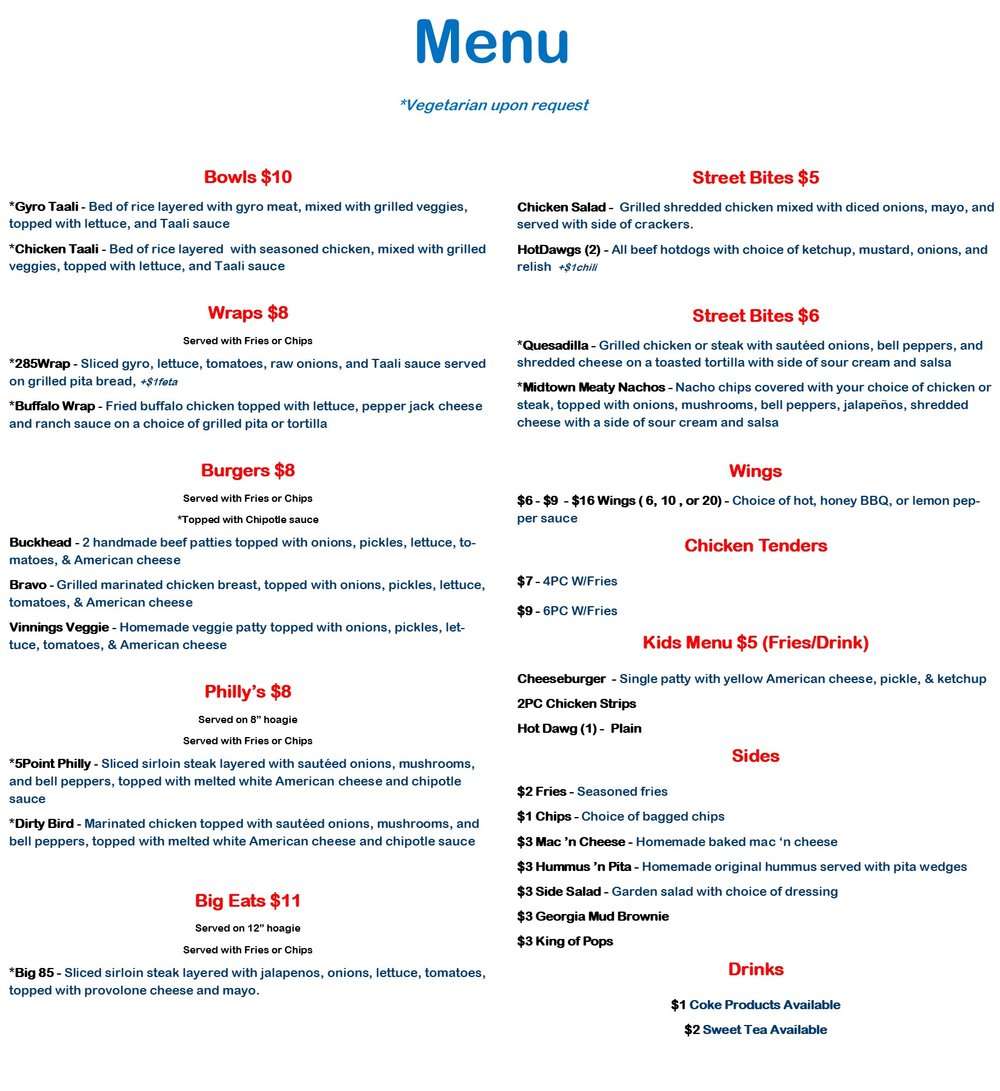 Menu
*Vegetarian upon request
Bowls $10
*Gyro Taali - Bed of rice layered with gyro meat, mixed with grilled veggies,
topped with lettuce, and Taali sauce
*Chicken Taali - Bed of rice layered with seasoned chicken, mixed with grilled
veggies, topped with lettuce, and Taali sauce
Wraps $8
Served with Fries or Chips
*285Wrap - Sliced gyro, lettuce, tomatoes, raw onions, and Taali sauce served
on grilled pita bread, +$1feta
*Buffalo Wrap - Fried buffalo chicken topped with lettuce, pepper jack cheese
and ranch sauce on a choice of grilled pita or tortilla
Burgers $8
Served with Fries or Chips
*Topped with Chipotle sauce
Buckhead - 2 handmade beef patties topped with onions, pickles, lettuce, to-
matoes, & American cheese
Bravo - Grilled marinated chicken breast, topped with onions, pickles, lettuce,
tomatoes, & American cheese
Vinnings Veggie - Homemade veggie patty topped with onions, pickles, let-
tuce, tomatoes, & American cheese
Philly's $8
Served on 8" hoagie
Served with Fries or Chips
*5Point Philly - Sliced sirloin steak layered with sautéed onions, mushrooms,
and bell peppers, topped with melted white American cheese and chipotle
sauce
*Dirty Bird - Marinated chicken topped with sautéed onions, mushrooms, and
bell peppers, topped with melted white American cheese and chipotle sauce
Big Eats $11
Served on 12" hoagie
Served with Fries or Chips
*Big 85 - Sliced sirloin steak layered with jalapenos, onions, lettuce, tomatoes,
topped with provolone cheese and mayo.
Street Bites $5
Chicken Salad - Grilled shredded chicken mixed with diced onions, mayo, and
served with side of crackers.
HotDawgs (2) - All beef hotdogs with choice of ketchup, mustard, onions, and
relish +$1chili
Street Bites $6
*Quesadilla - Grilled chicken or steak with sautéed onions, bell peppers, and
shredded cheese on a toasted tortilla with side of sour cream and salsa
*Midtown Meaty Nachos - Nacho chips covered with your choice of chicken or
steak, topped with onions, mushrooms, bell peppers, jalapeños, shredded
cheese with a side of sour cream and salsa
Wings
$6 - $9 - $16 Wings ( 6, 10 , or 20) - Choice of hot, honey BBQ, or lemon pep-
per sauce
Chicken Tenders
$7 - 4PC W/Fries
$9 - 6PC W/Fries
Kids Menu $5 (Fries/Drink)
Cheeseburger - Single patty with yellow American cheese, pickle, & ketchup
2PC Chicken Strips
Hot Dawg (1) - Plain
Sides
$2 Fries - Seasoned fries
$1 Chips - Choice of bagged chips
$3 Mac 'n Cheese - Homemade baked mac 'n cheese
$3 Hummus 'n Pita - Homemade original hummus served with pita wedges
$3 Side Salad - Garden salad with choice of dressing
$3 Georgia Mud Brownie
$3 King of Pops
Drinks
$1 Coke Products Available
$2 Sweet Tea Available